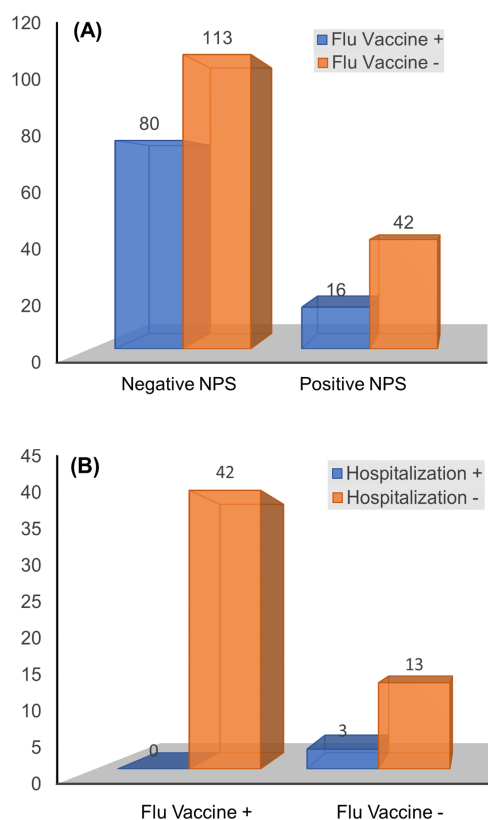 (A)
Flu Vaccine +
Flu Vaccine -
120
100
80
60
40
20
0
80
113
16
42
Negative NPS
Positive NPS
(B)
Hospitalization +
Hospitalization -
45
40
35
30
25
20
15
10
5
0
0
42
3
13
Flu Vaccine +
Flu Vaccine -